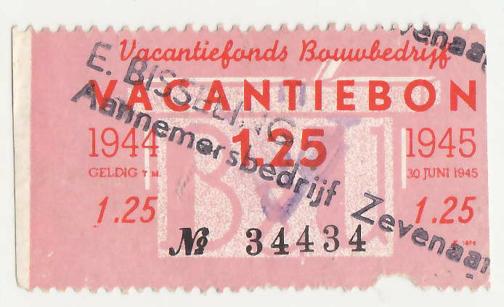 Vacantiefonds Bouwbedrijf
VACANTIEBON
1944 1.25 1945
GELDIG T M 30 JUNI 1945
1.25 1.25
№ 34434
E. BISSELING
Aannemersbedrijf Zevenaar
Zevenaar